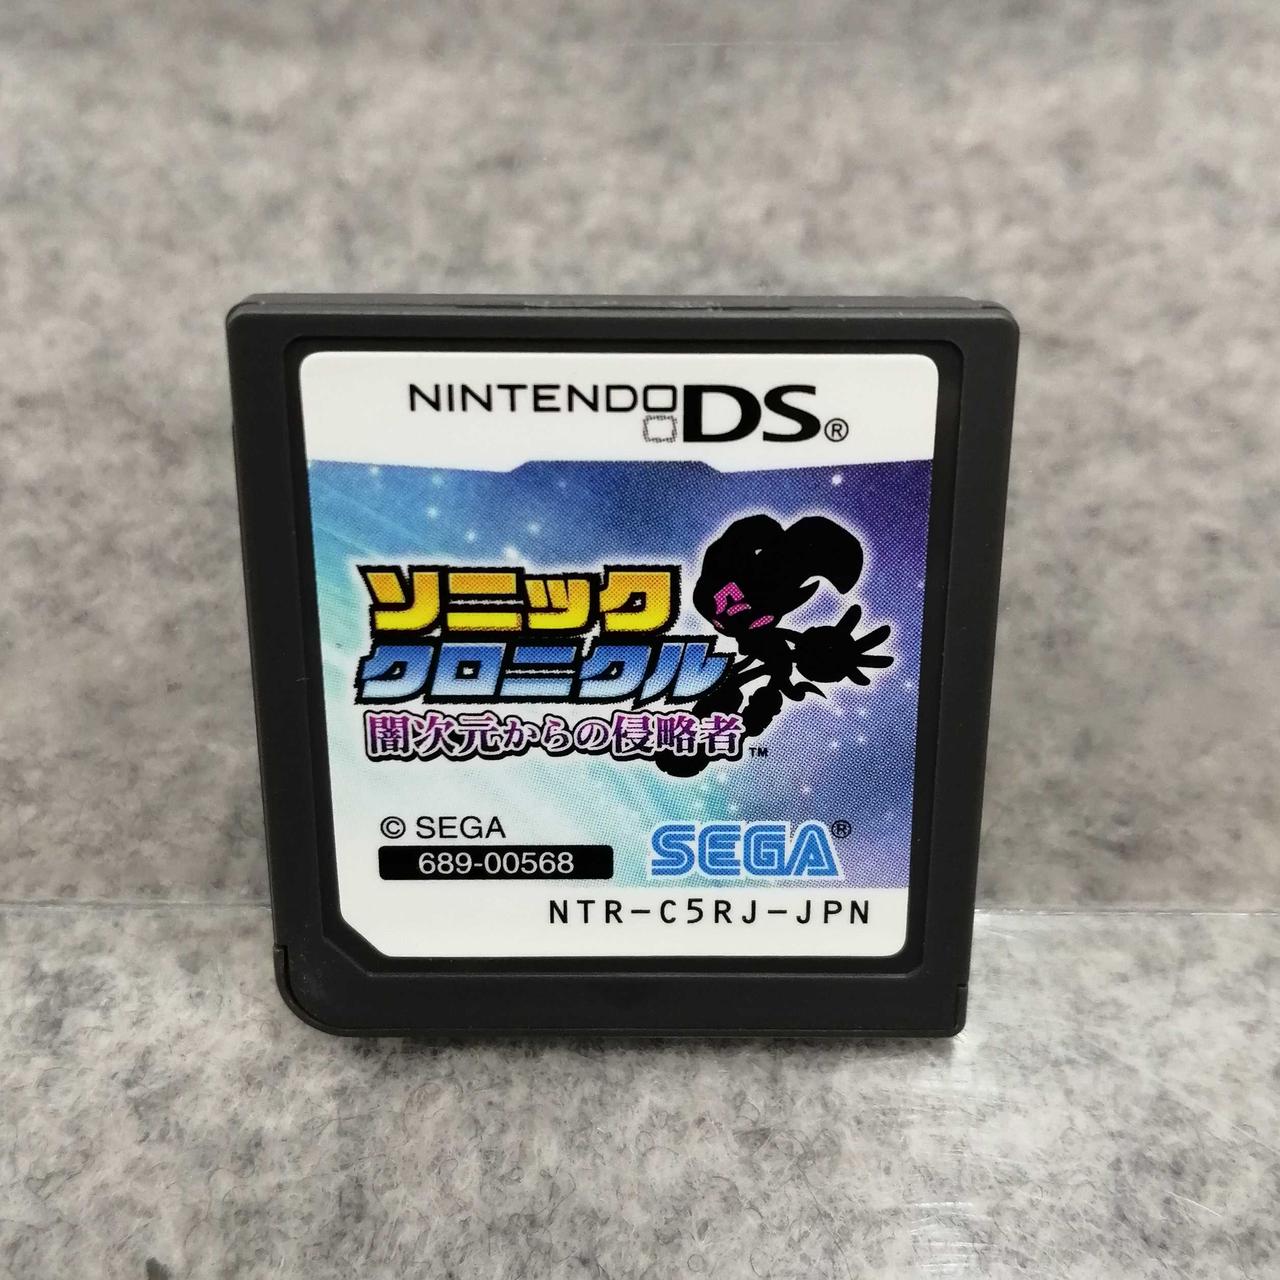 NINTENDO DS®
ソニック
クロニクル
闇次元からの侵略者™
© SEGA
689-00568
SEGA®
NTR-C5RJ-JPN